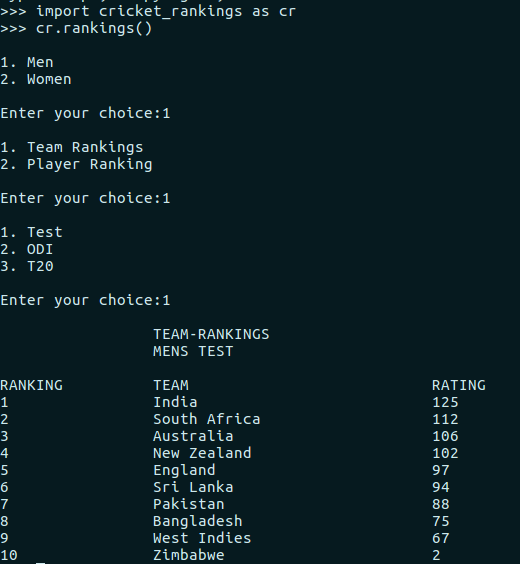 >>> import cricket_rankings as cr
>>> cr.rankings()
1. Men
2. Women
Enter your choice:1
1. Team Rankings
2. Player Ranking
Enter your choice:1
1. Test
2. ODI
3. T20
Enter your choice:1
TEAM-RANKINGS
MENS TEST
RANKING TEAM RATING
1 India 125
2 South Africa 112
3 Australia 106
4 New Zealand 102
5 England 97
6 Sri Lanka 94
7 Pakistan 88
8 Bangladesh 75
9 West Indies 67
10 Zimbabwe 2